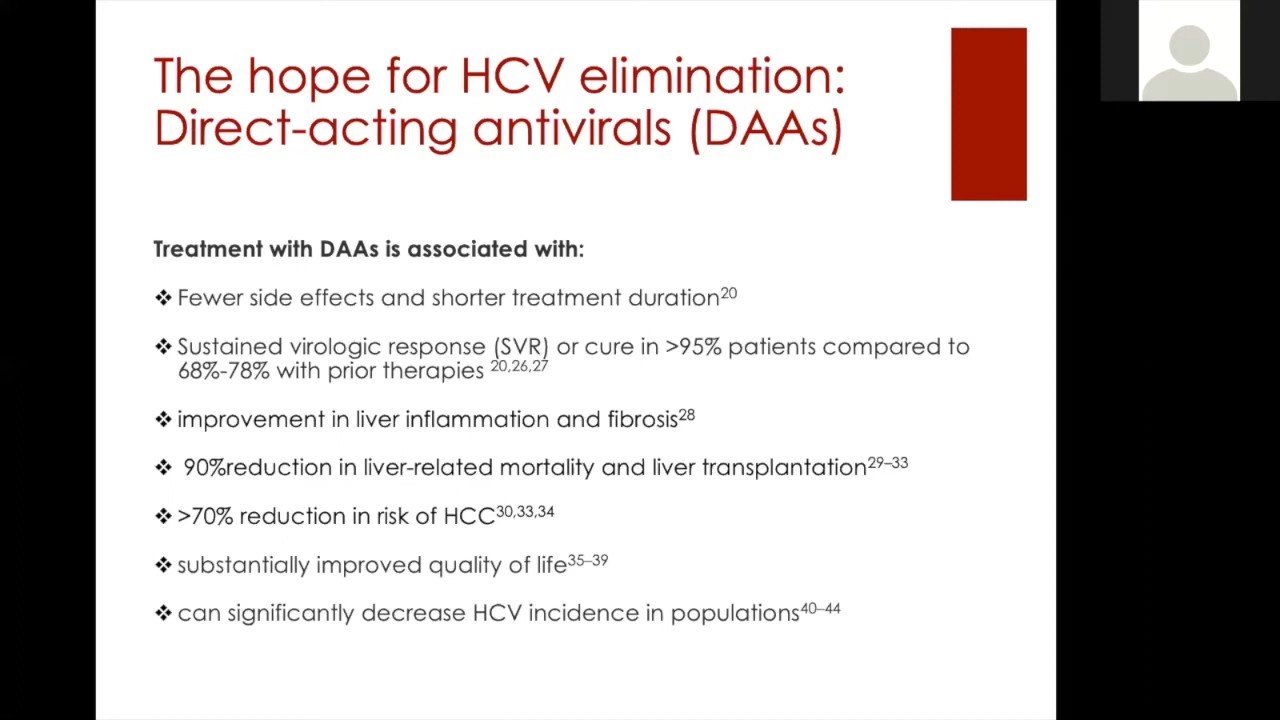 The hope for HCV elimination:
Direct-acting antivirals (DAAs)
Treatment with DAAs is associated with:
❖ Fewer side effects and shorter treatment duration20
❖ Sustained virologic response (SVR) or cure in >95% patients compared to
68%-78% with prior therapies 20,26,27
❖ improvement in liver inflammation and fibrosis28
❖ 90%reduction in liver-related mortality and liver transplantation29–33
❖ >70% reduction in risk of HCC30,33,34
❖ substantially improved quality of life35–39
❖ can significantly decrease HCV incidence in populations40–44